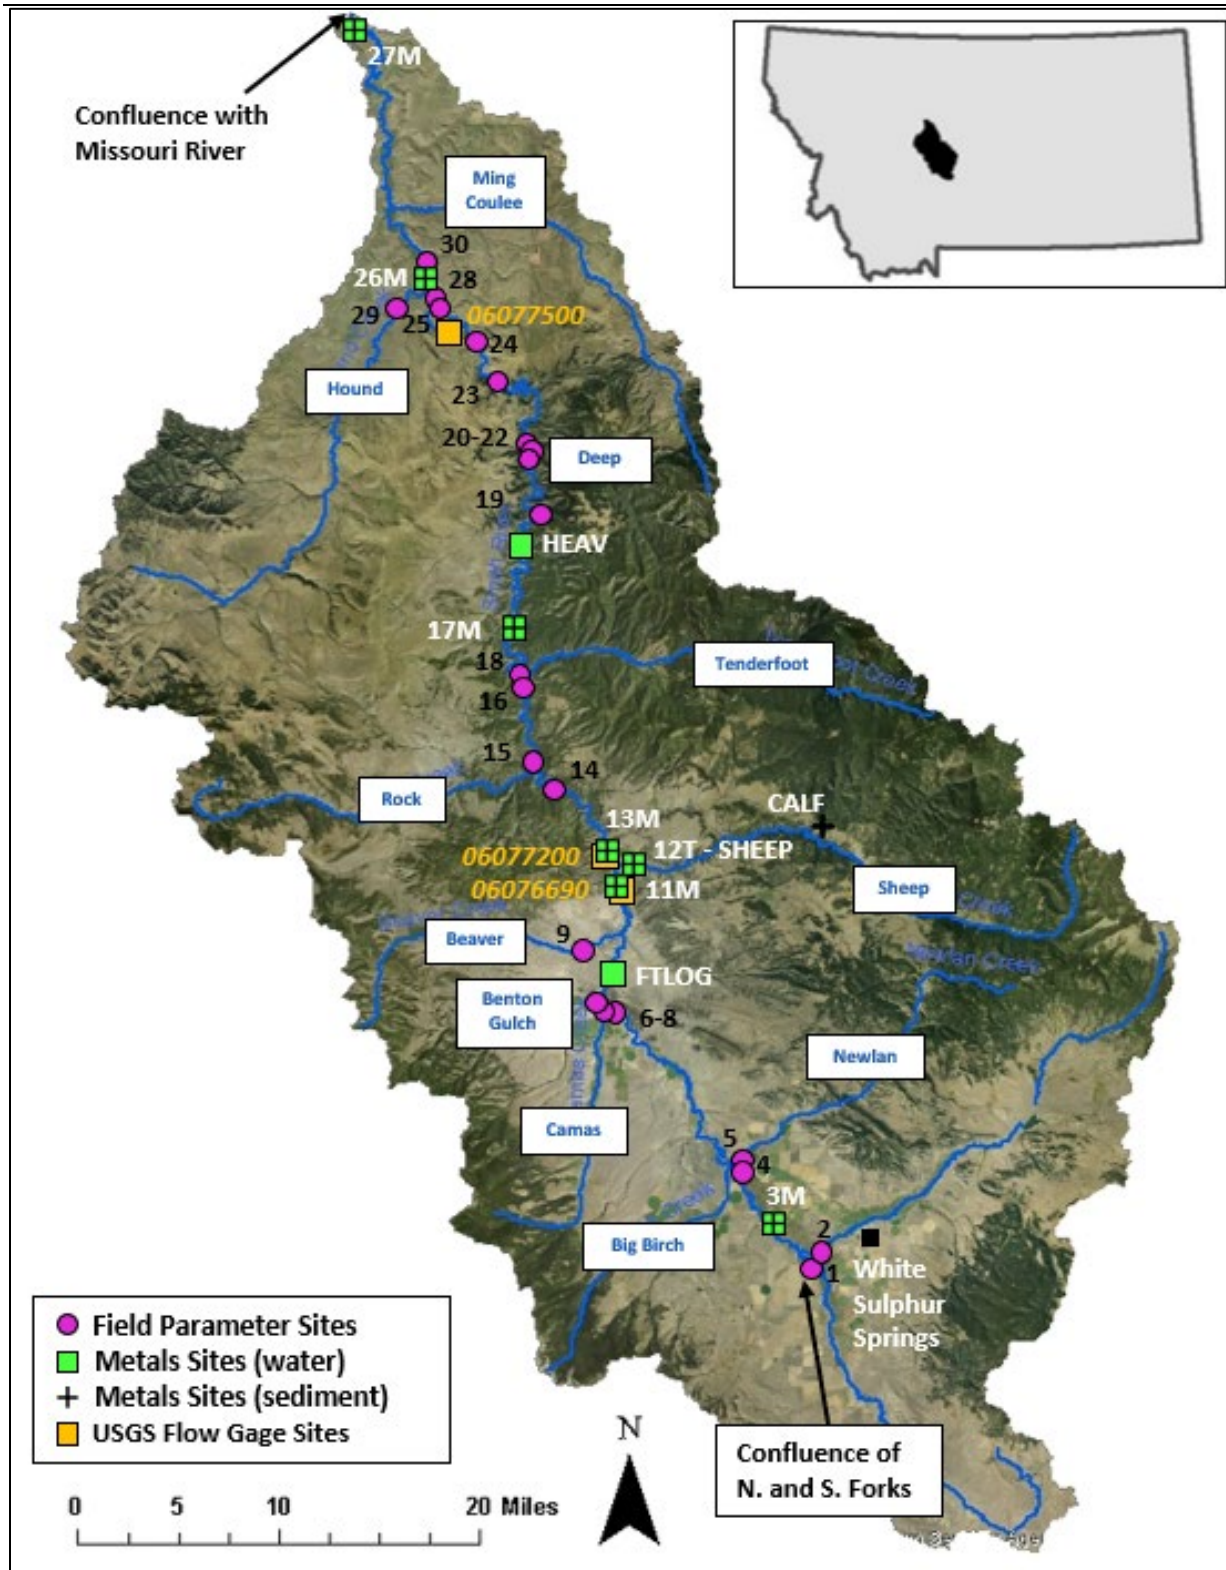 27M
Confluence with
Missouri River
Ming
Coulee
30
26M
28
29
25
06077500
24
Hound
23
20-22
Deep
19
HEAV
17M
18
Tenderfoot
16
15
14
Rock
CALF
13M
12T - SHEEP
06077200
06076690
11M
Sheep
Creek
Beaver
9
FTLOG
Benton
Gulch
6-8
Newlan
Camas
5
4
3M
Big Birch
2
1
White
Sulphur
Springs
Field Parameter Sites
Metals Sites (water)
Metals Sites (sediment)
USGS Flow Gage Sites
N
Confluence of
N. and S. Forks
0 5 10 20 Miles